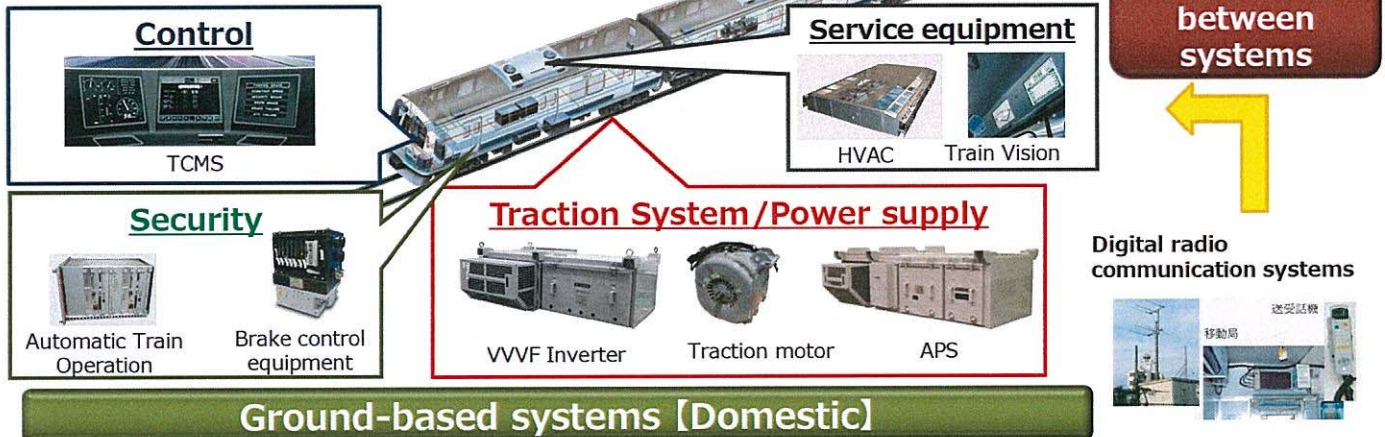 Control
TCMS
Service equipment
HVAC
Train Vision
between
systems
Security
Automatic Train
Operation
Brake control
equipment
Traction System/Power supply
VVVF Inverter
Traction motor
APS
Digital radio
communication systems
送受話機
移動局
Ground-based systems【Domestic】